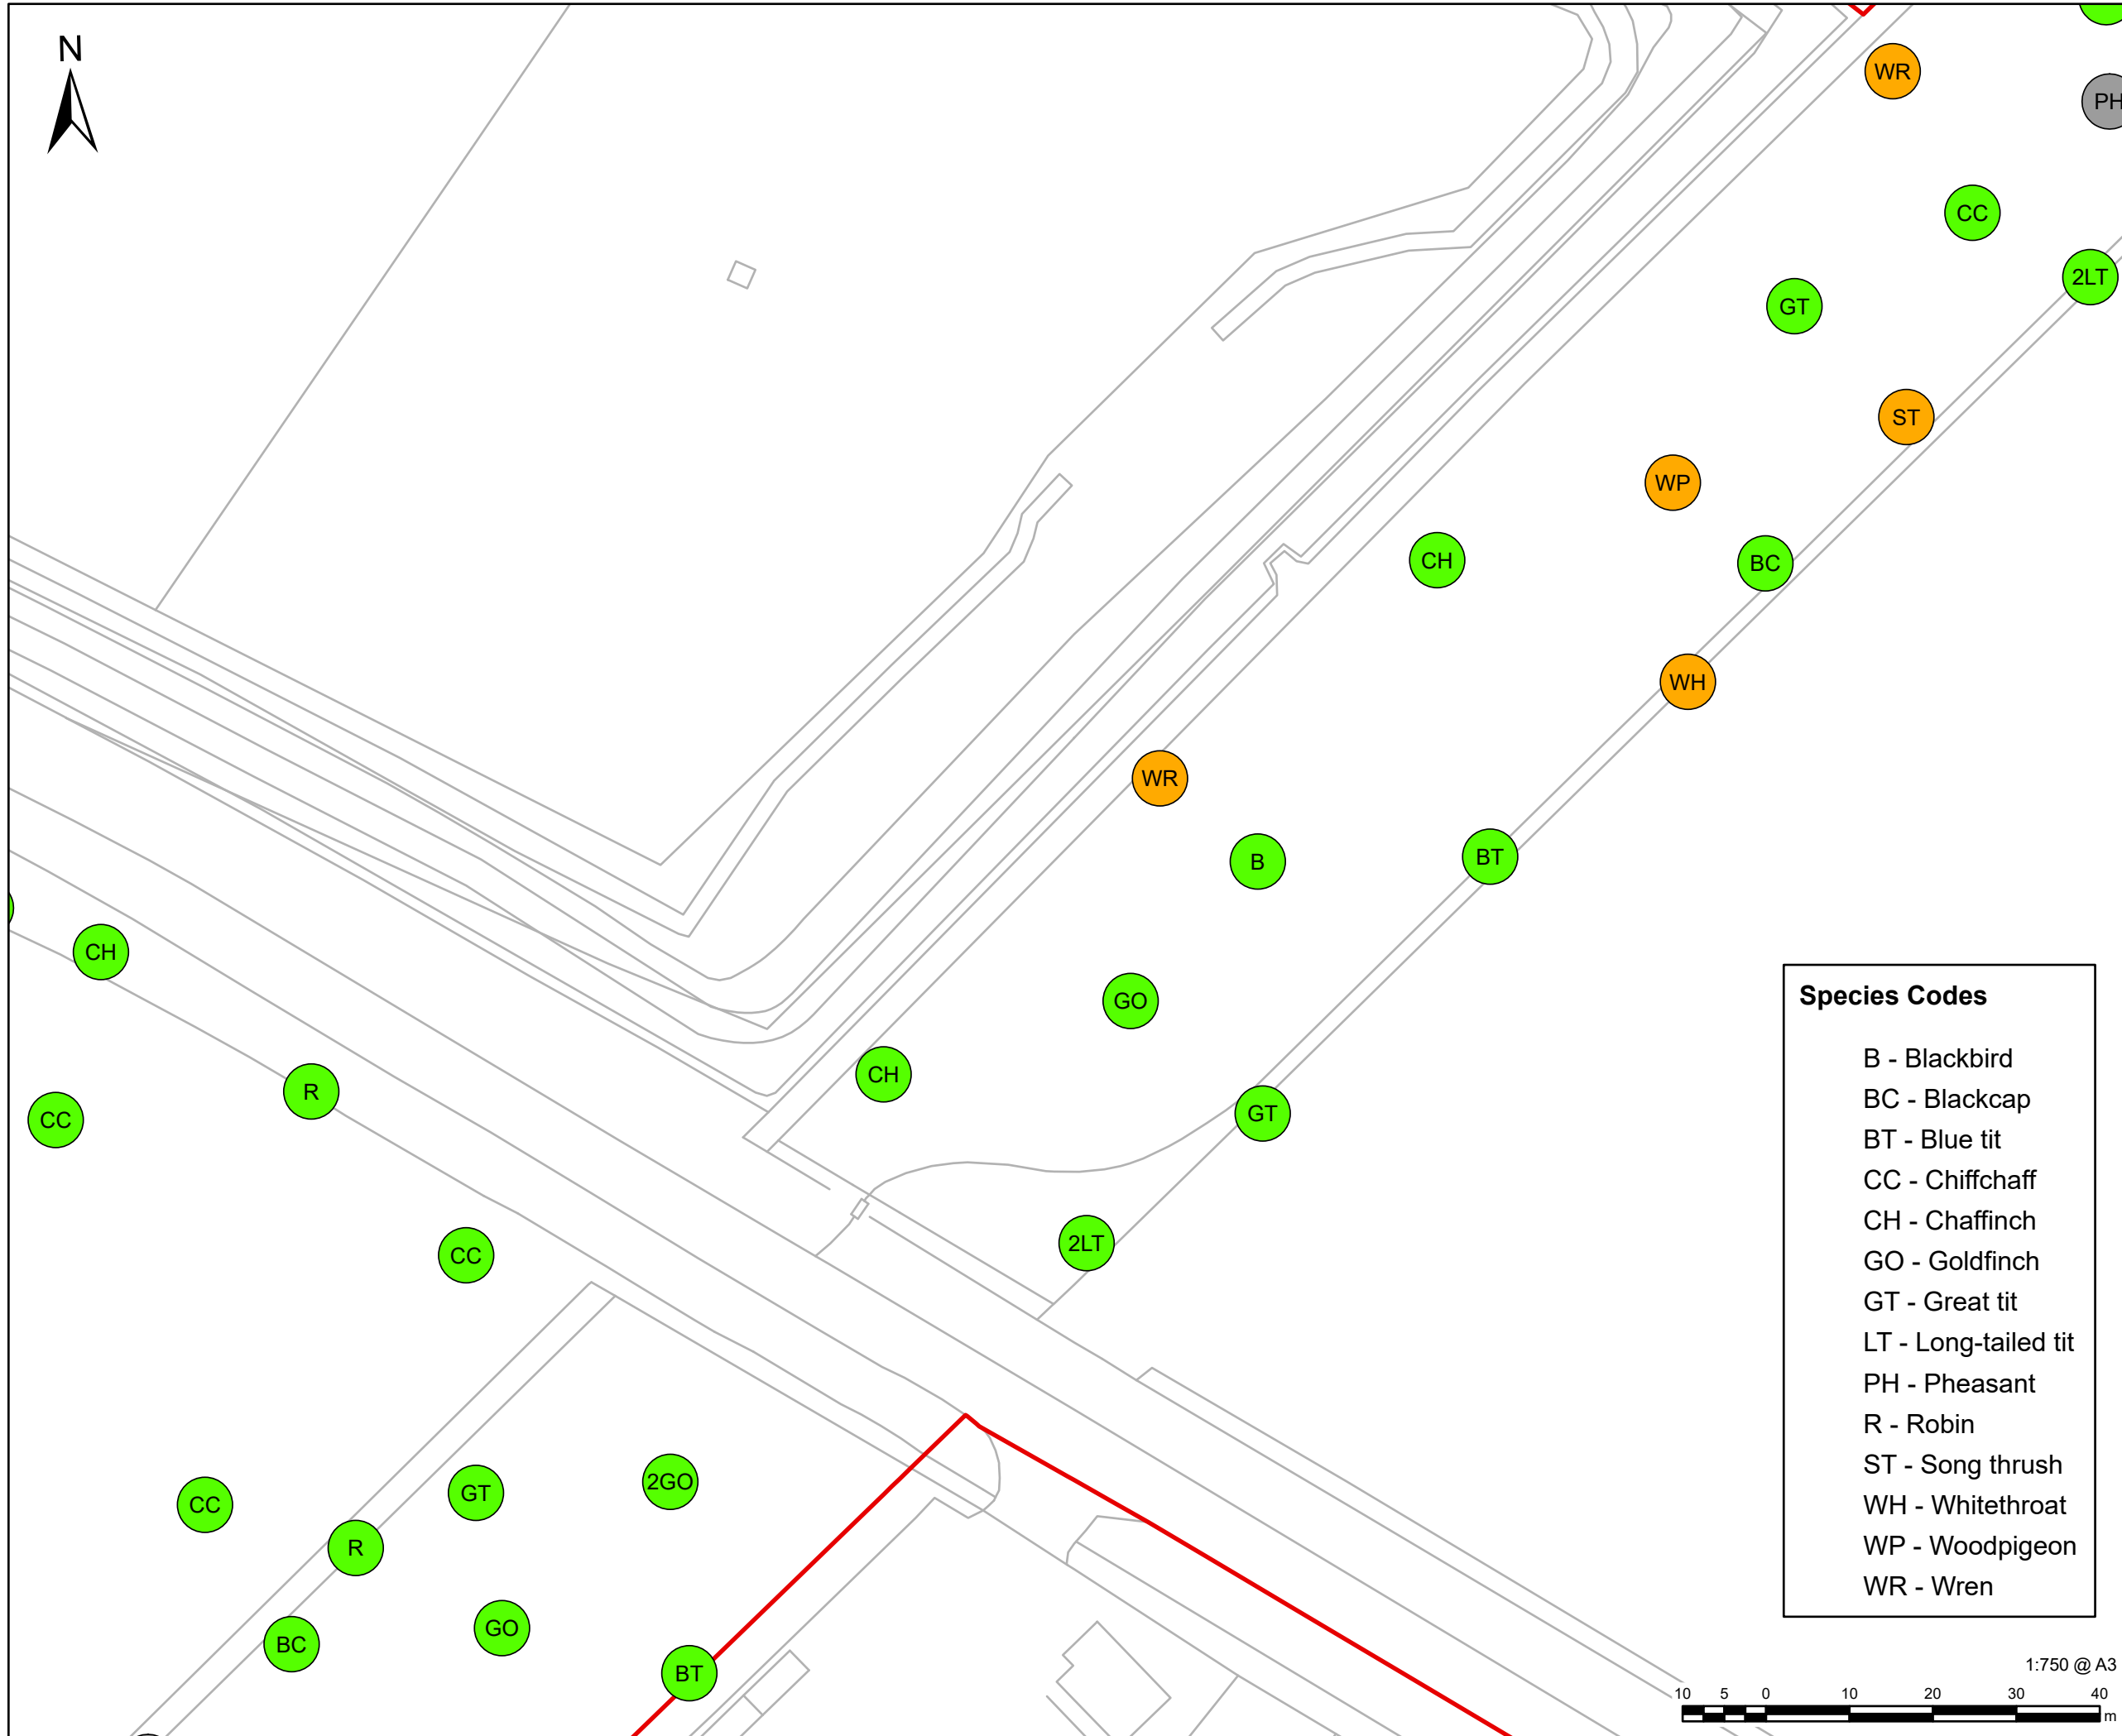 N
WR
PH
CC
2LT
GT
ST
WP
CH
BC
WH
WR
B
BT
CH
GO
CH
R
GT
CC
2LT
CC
2GO
GT
CC
R
GO
BC
BT
Species Codes
B - Blackbird
BC - Blackcap
BT - Blue tit
CC - Chiffchaff
CH - Chaffinch
GO - Goldfinch
GT - Great tit
LT - Long-tailed tit
PH - Pheasant
R - Robin
ST - Song thrush
WH - Whitethroat
WP - Woodpigeon
WR - Wren
1:750 @ A3
10 5 0 10 20 30 40
m